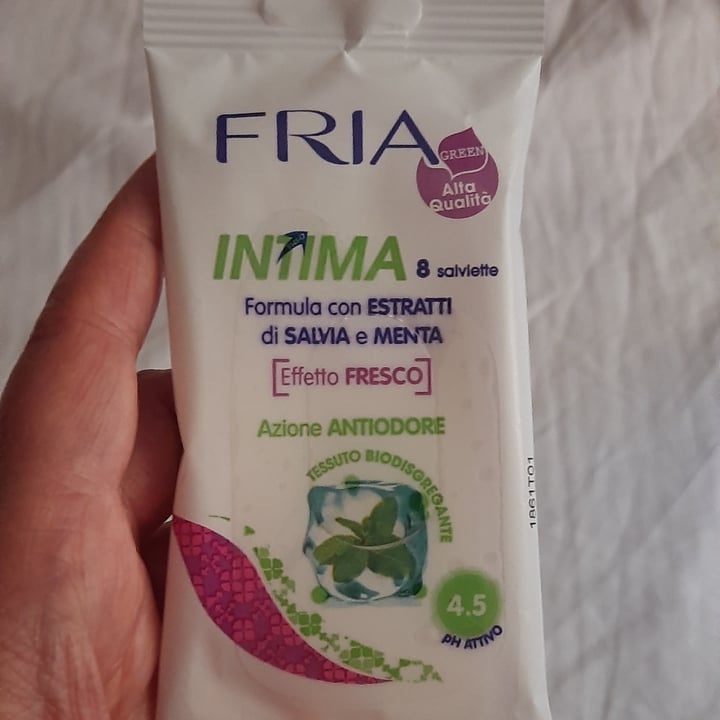 FRIA
GREEN
Alta
Qualità
INTIMA 8 salviette
Formula con ESTRATTI
di SALVIA e MENTA
[Effetto FRESCO]
Azione ANTIODORE
TESSUTO BIODISGREGANTE
4.5
PH ATTIVO
1861T01